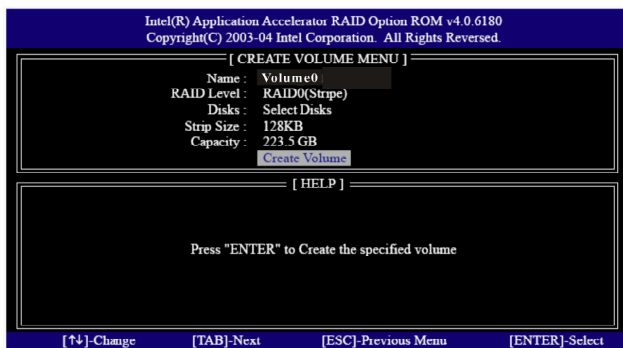 Intel(R) Application Accelerator RAID Option ROM v4.0.6180
Copyright(C) 2003-04 Intel Corporation. All Rights Reversed.
[ CREATE VOLUME MENU ]
Name : Volume0
RAID Level : RAID0(Stripe)
Disks : Select Disks
Strip Size : 128KB
Capacity : 223.5 GB
Create Volume
[ HELP ]
Press "ENTER" to Create the specified volume
[↑↓]-Change [TAB]-Next [ESC]-Previous Menu [ENTER]-Select